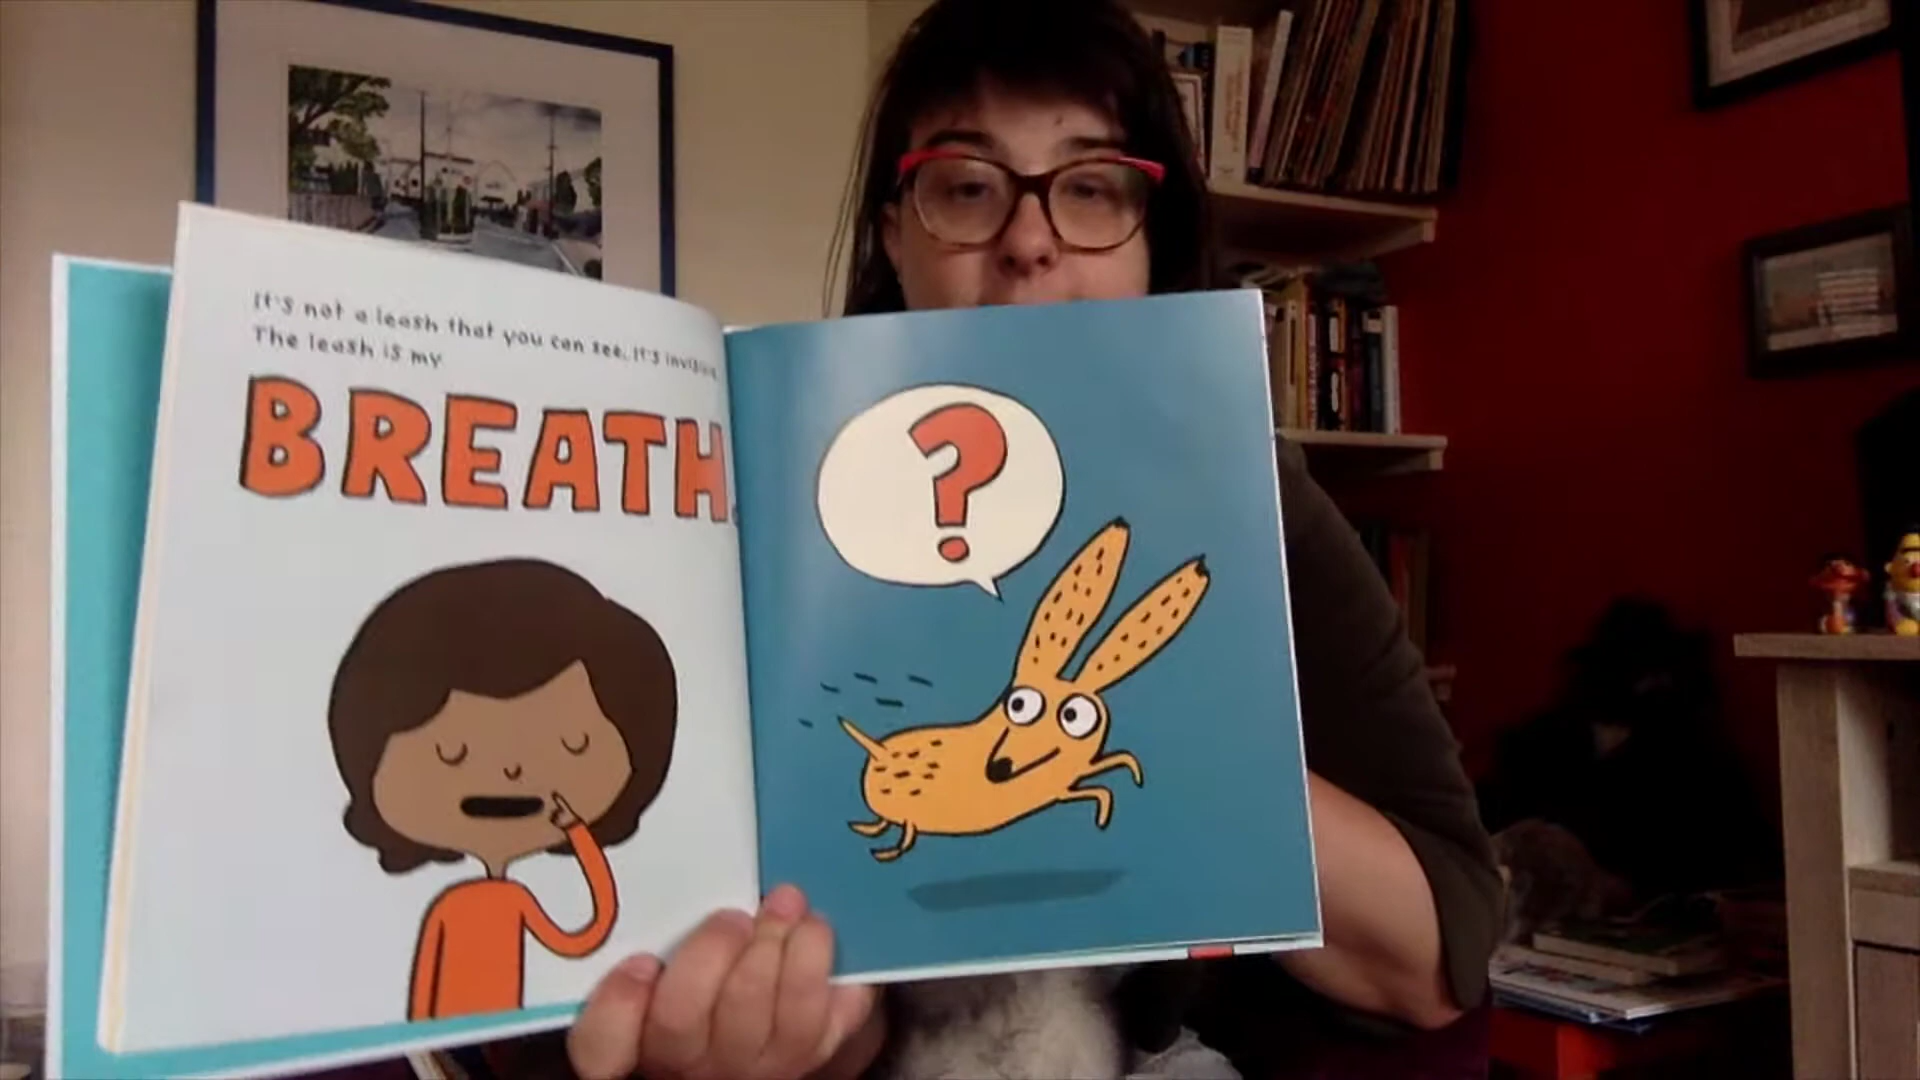 It's not a leash that you can see. It's invisible.
The leash is my
BREATH.
?